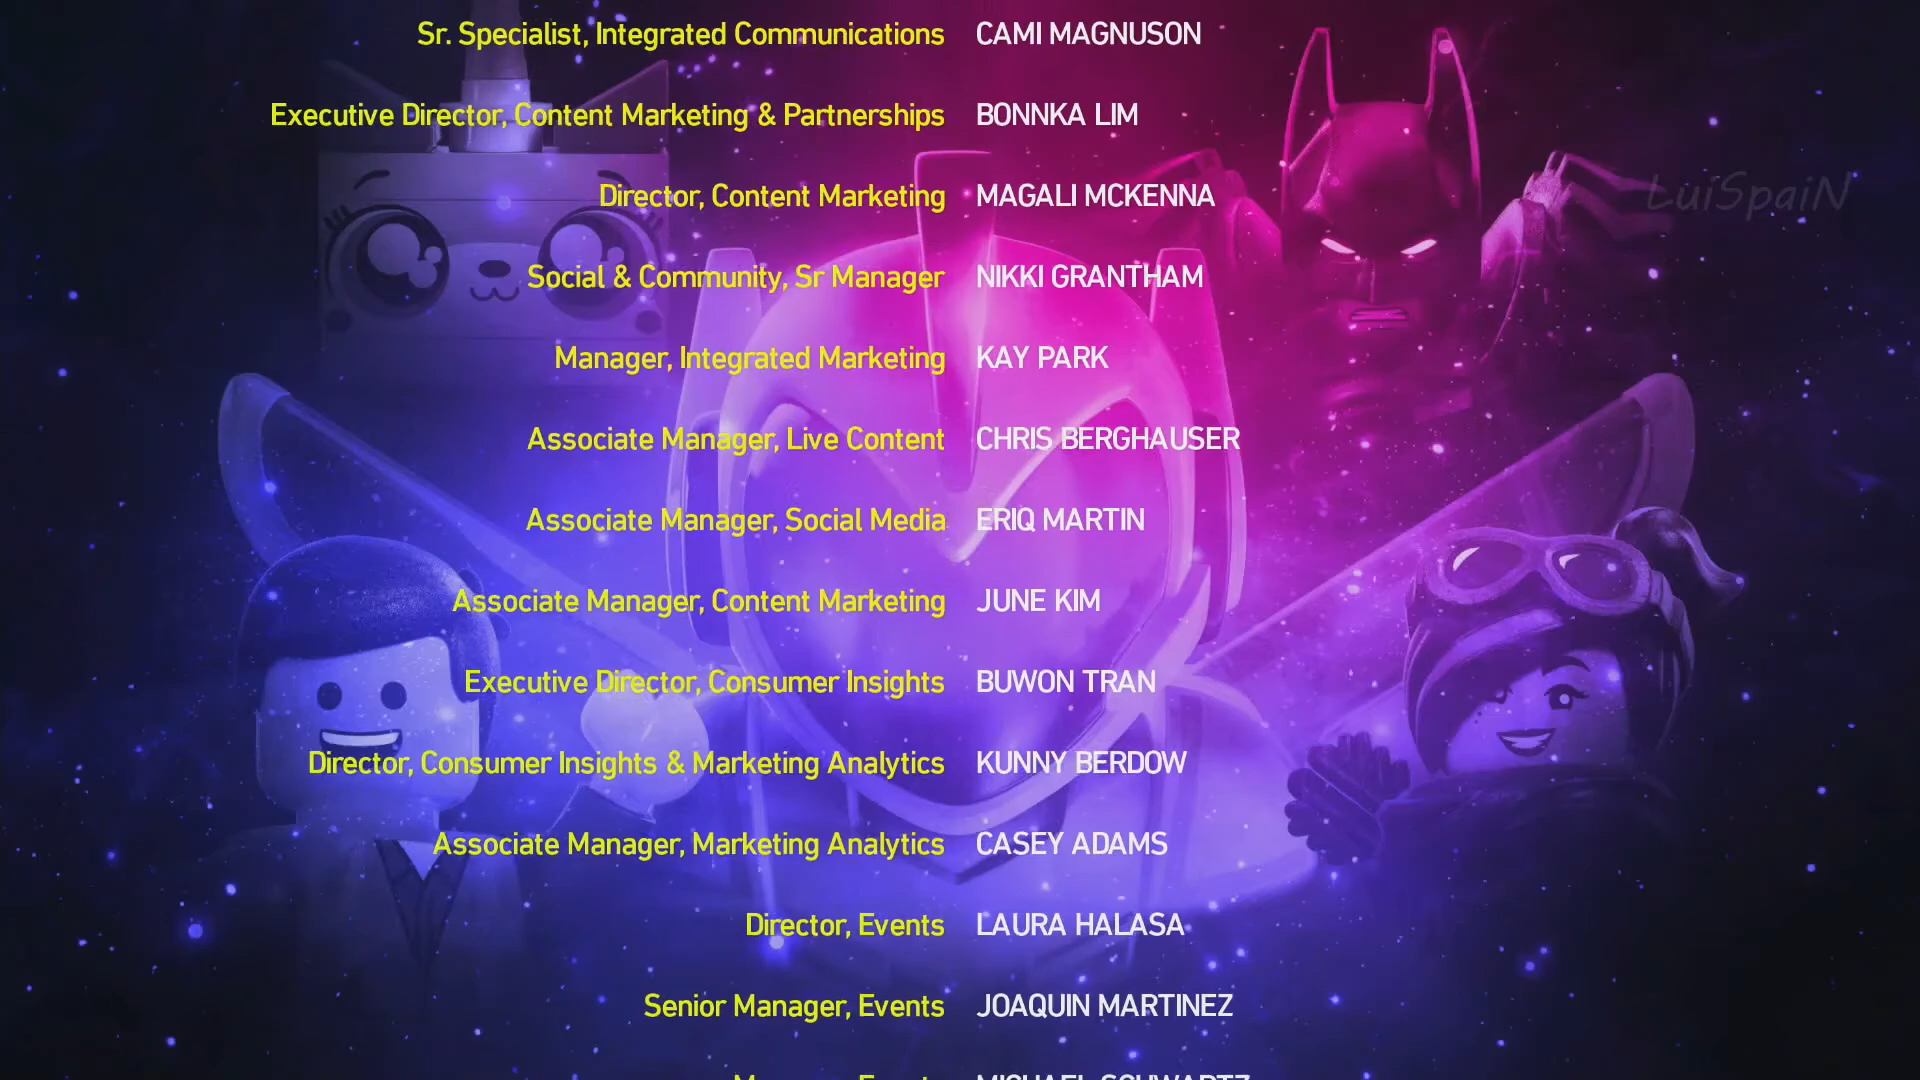 Sr. Specialist, Integrated Communications CAMI MAGNUSON
Executive Director, Content Marketing & Partnerships BONNKA LIM
Director, Content Marketing MAGALI MCKENNA
LuiSpaiN
Social & Community, Sr Manager NIKKI GRANTHAM
Manager, Integrated Marketing KAY PARK
Associate Manager, Live Content CHRIS BERGHAUSER
Associate Manager, Social Media ERIQ MARTIN
Associate Manager, Content Marketing JUNE KIM
Executive Director, Consumer Insights BUWON TRAN
Director, Consumer Insights & Marketing Analytics KUNNY BERDOW
Associate Manager, Marketing Analytics CASEY ADAMS
Director, Events LAURA HALASA
Senior Manager, Events JOAQUIN MARTINEZ